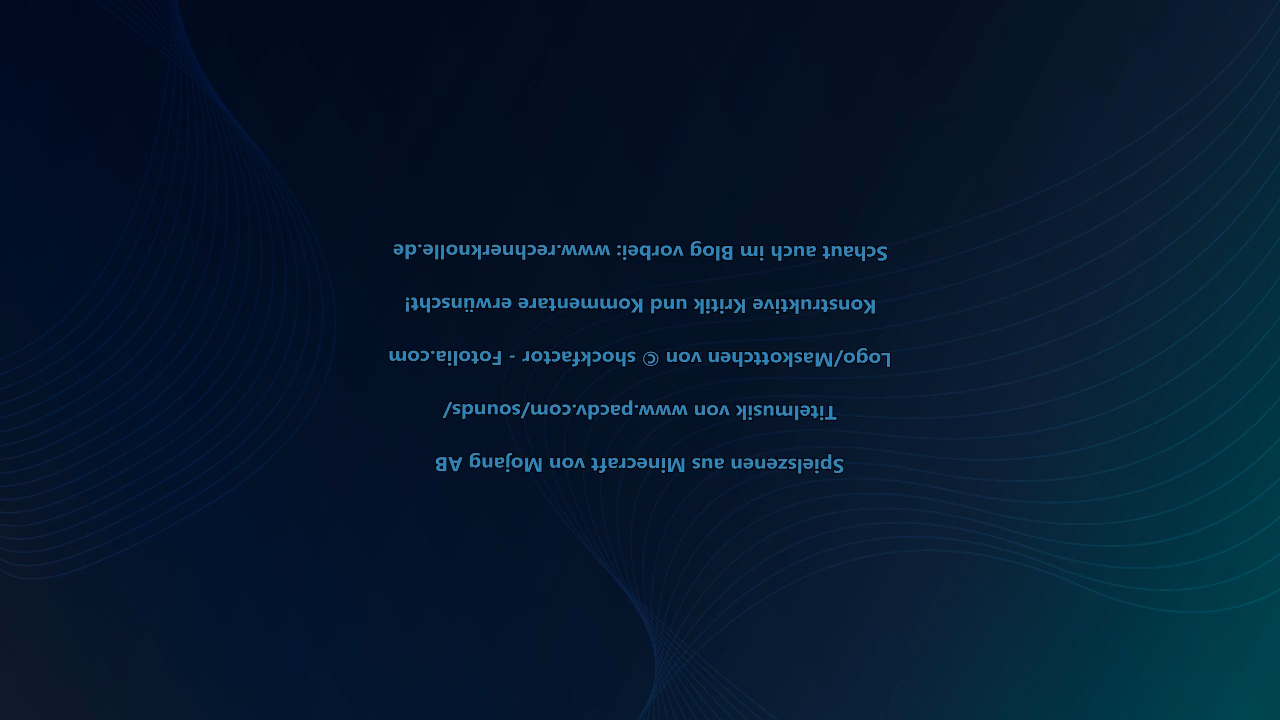 Spielszenen aus Minecraft von Mojang AB
Titelmusik von www.pacdv.com/sounds/
Logo/Maskottchen von © shockfactor - Fotolia.com
Konstruktive Kritik und Kommentare erwünscht!
Schaut auch im Blog vorbei: www.rechnerknolle.de